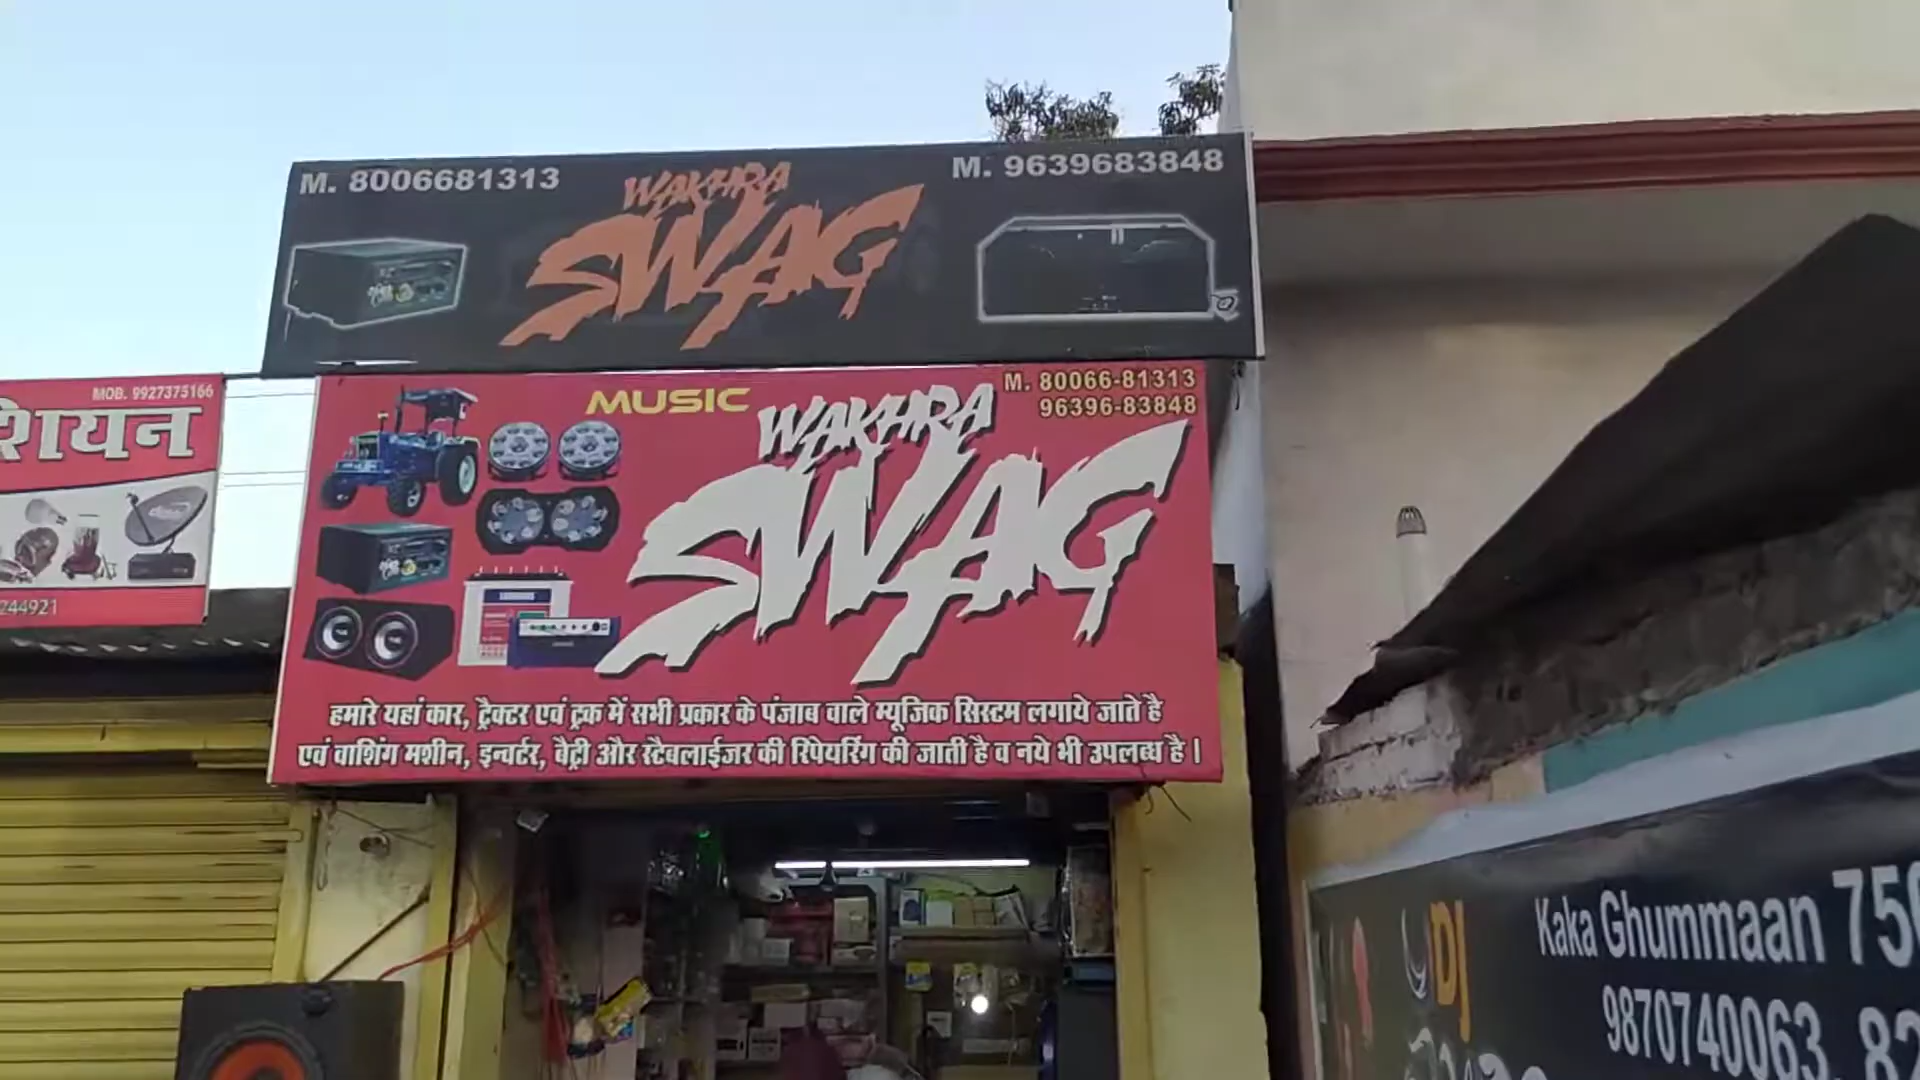 M. 8006681313
WAKHRA
SWAG
M. 9639683848
MOB. 9927375166
शियन
244921
MUSIC
WAKHRA
SWAG
M. 80066-81313
96396-83848
हमारे यहां कार, ट्रैक्टर एवं ट्रक में सभी प्रकार के पंजाब वाले म्यूजिक सिस्टम लगाये जाते है
एवं वाशिंग मशीन, इन्वर्टर, बैट्री और स्टैबलाईजर की रिपेयरिंग की जाती है व नये भी उपलब्ध है।
DJ
Kaka Ghummaan 750
9870740063, 82